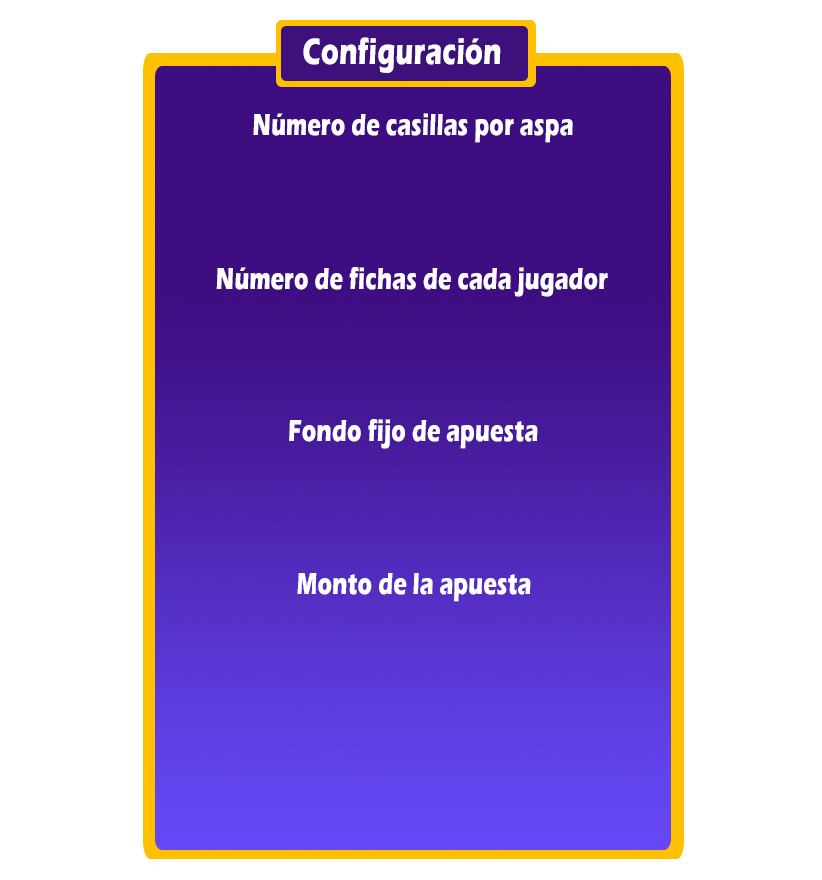 Configuración
Número de casillas por aspa
Número de fichas de cada jugador
Fondo fijo de apuesta
Monto de la apuesta